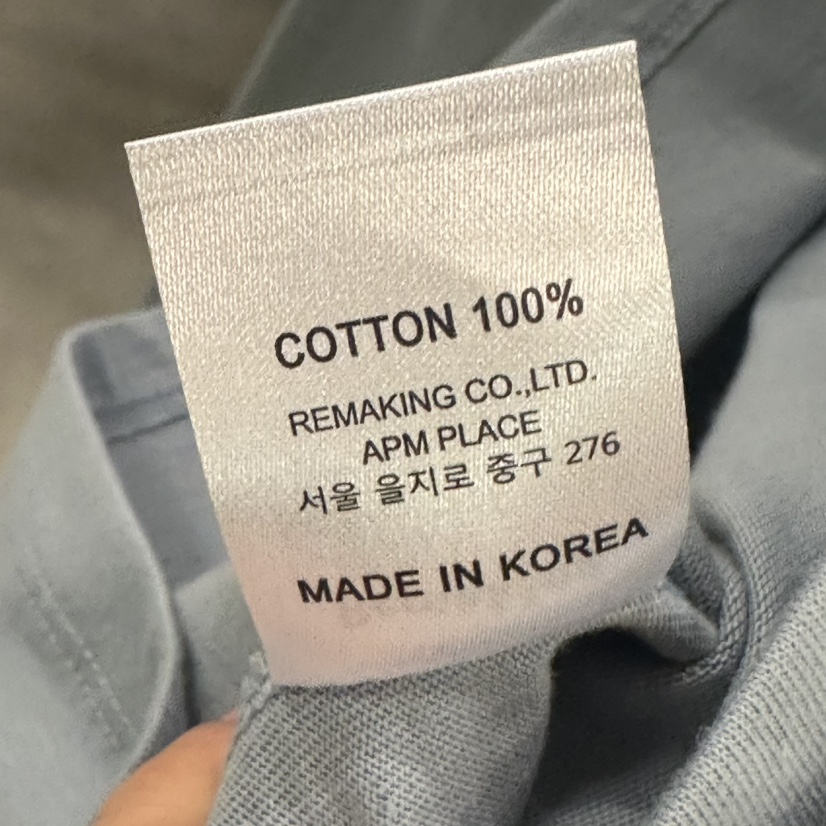 COTTON 100%
REMAKING CO.,LTD.
APM PLACE
서울 을지로 중구 276
MADE IN KOREA